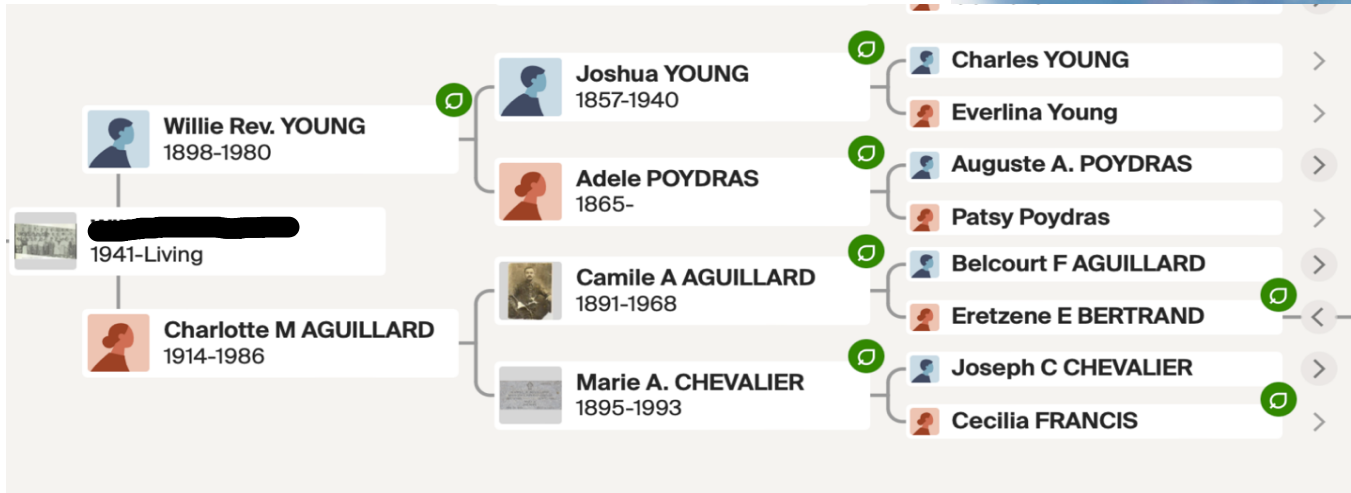 Charles YOUNG
Joshua YOUNG
1857-1940
Everlina Young
Willie Rev. YOUNG
1898-1980
Auguste A. POYDRAS
Adele POYDRAS
1865-
Patsy Poydras
1941-Living
Belcourt F AGUILLARD
Camile A AGUILLARD
1891-1968
Eretzene E BERTRAND
Charlotte M AGUILLARD
1914-1986
Joseph C CHEVALIER
Marie A. CHEVALIER
1895-1993
Cecilia FRANCIS